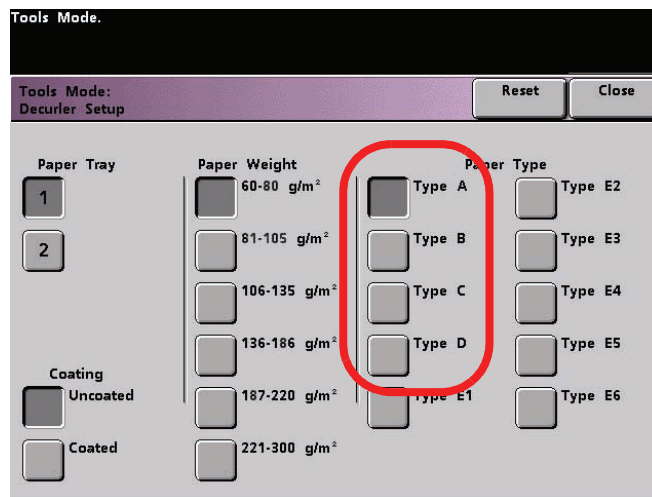 Tools Mode.
Tools Mode:
Decurler Setup
Reset
Close
Paper Tray
1
2
Coating
Uncoated
Coated
Paper Weight
60-80 g/m²
81-105 g/m²
106-135 g/m²
136-186 g/m²
187-220 g/m²
221-300 g/m²
Paper Type
Type A
Type B
Type C
Type D
Type E1
Type E2
Type E3
Type E4
Type E5
Type E6